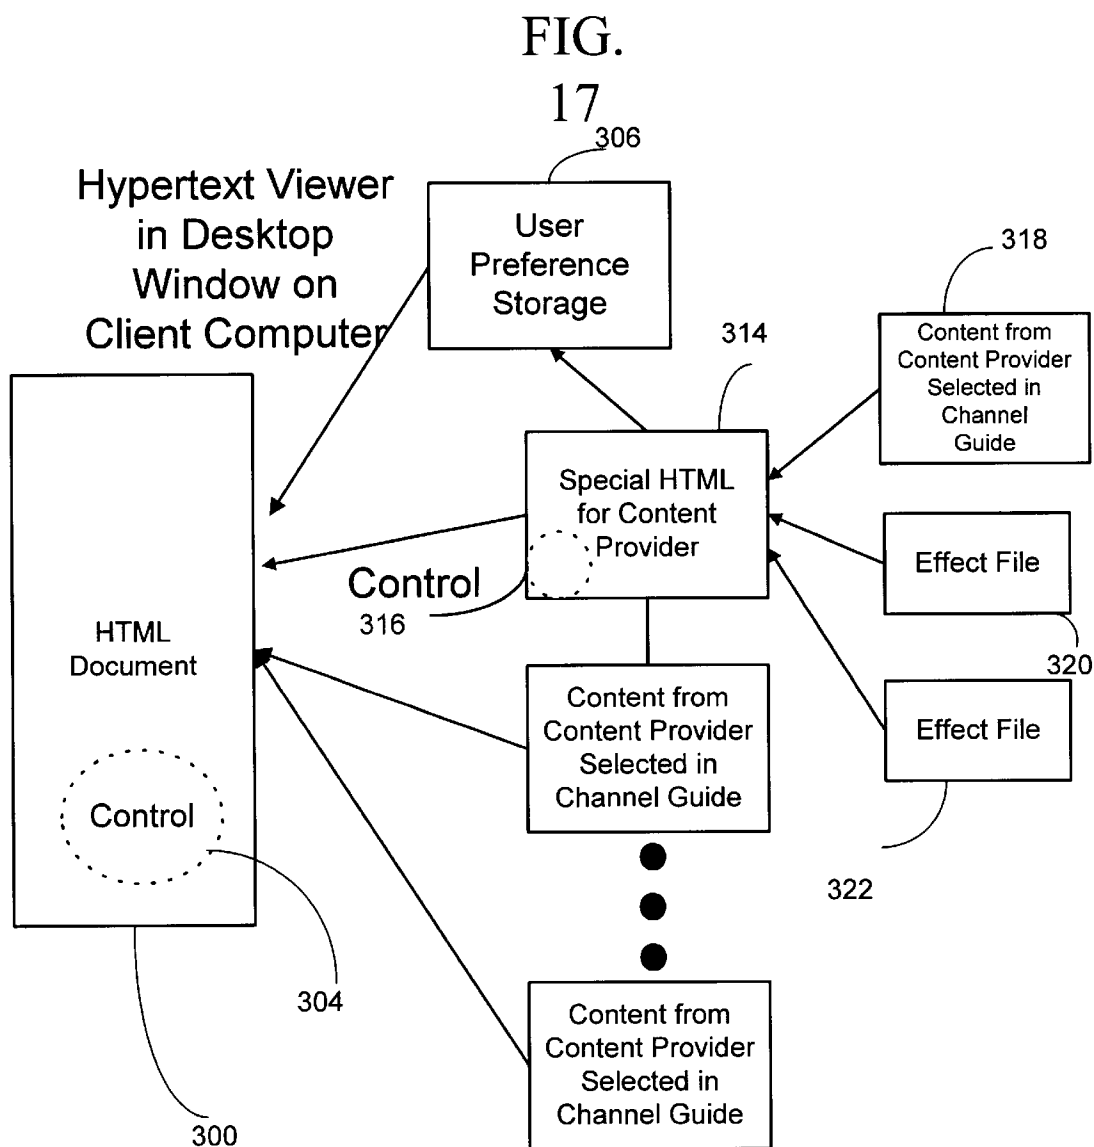 FIG.
17
306
Hypertext Viewer
in Desktop
Window on
Client Computer
User
Preference
Storage
318
314
Content from
Content Provider
Selected in
Channel
Guide
Special HTML
for Content
Provider
Control
316
Effect File
320
HTML
Document
Content from
Content Provider
Selected in
Channel Guide
Effect File
Control
322
304
Content from
Content Provider
Selected in
Channel Guide
300